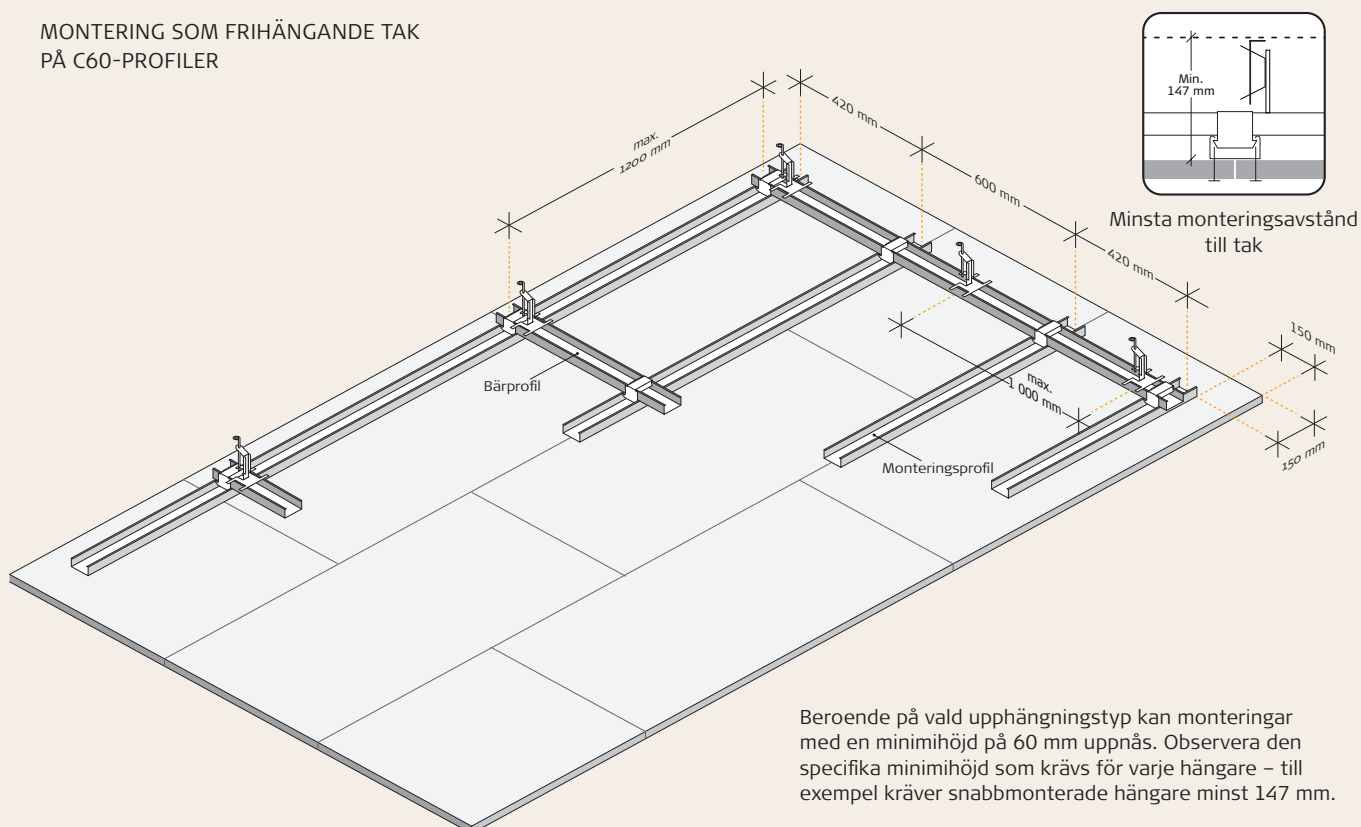 MONTERING SOM FRIHÄNGANDE TAK
PÅ C60-PROFILER
Min.
147 mm
Minsta monteringsavstånd
till tak
max.
1200 mm
420 mm
600 mm
420 mm
150 mm
150 mm
max.
1 000 mm
Bärprofil
Monteringsprofil
Beroende på vald upphängningstyp kan monteringar
med en minimihöjd på 60 mm uppnås. Observera den
specifika minimihöjd som krävs för varje hängare – till
exempel kräver snabbmonterade hängare minst 147 mm.